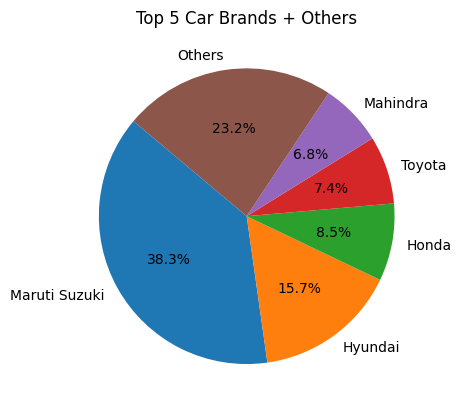 Top 5 Car Brands + Others
Others
23.2%
Mahindra
6.8%
Toyota
7.4%
Honda
8.5%
38.3%
Maruti Suzuki
15.7%
Hyundai